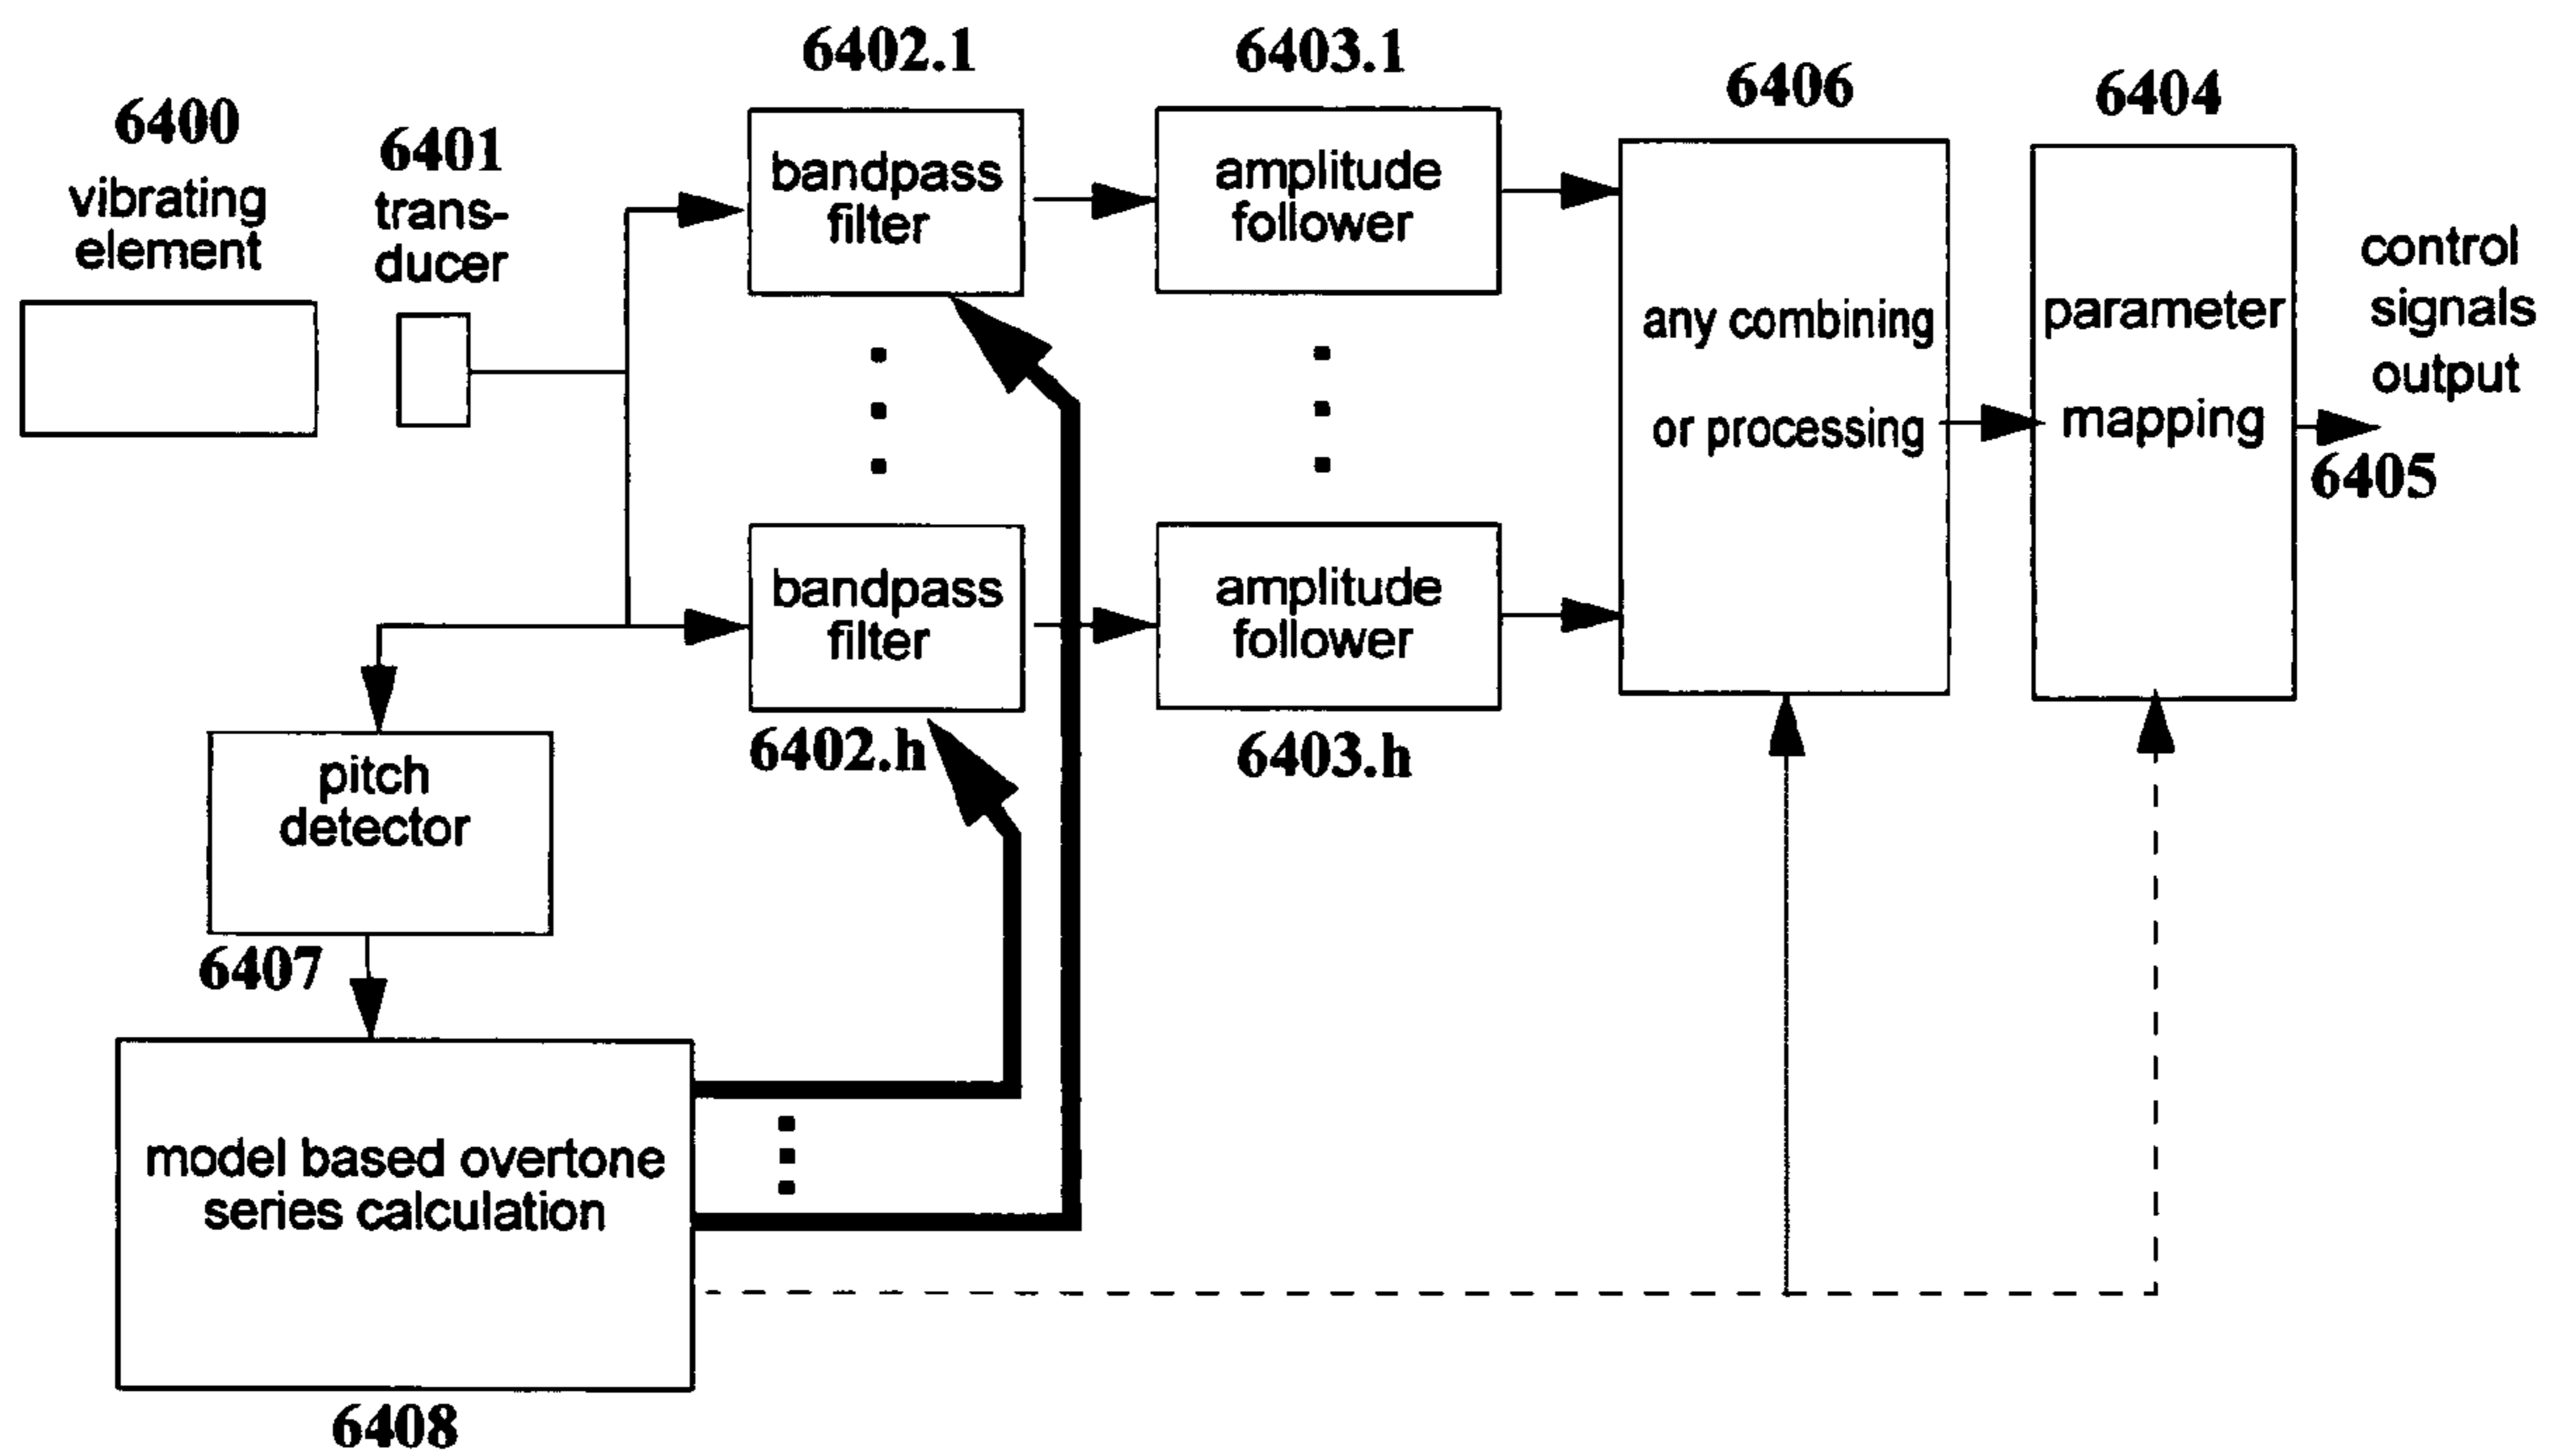 6400
vibrating
element
6401
trans-
ducer
6402.1
bandpass
filter
6403.1
amplitude
follower
6406
any combining
or processing
6404
parameter
mapping
control
signals
output
6405
bandpass
filter
6402.h
amplitude
follower
6403.h
pitch
detector
6407
model based overtone
series calculation
6408